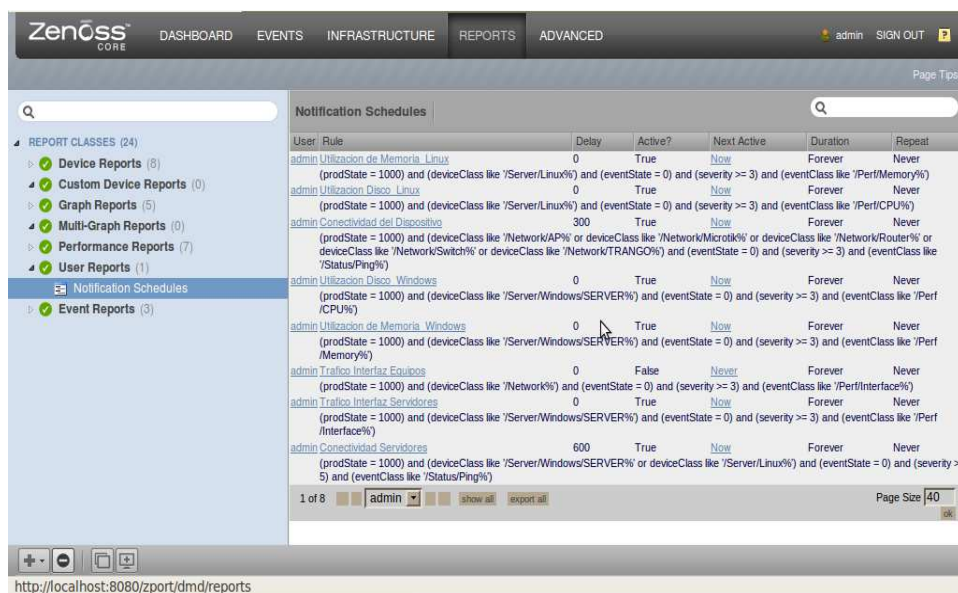 Zenoss
CORE
DASHBOARD EVENTS INFRASTRUCTURE REPORTS ADVANCED admin SIGN OUT ?
Page Tips
REPORT CLASSES (24)
Device Reports (8)
Custom Device Reports (0)
Graph Reports (5)
Multi-Graph Reports (0)
Performance Reports (7)
User Reports (1)
Notification Schedules
Event Reports (3)
Notification Schedules
User Rule Delay Active? Next Active Duration Repeat
admin Utilizacion de Memoria_Linux 0 True Now Forever Never
(prodState = 1000) and (deviceClass like '/Server/Linux%') and (eventState = 0) and (severity >= 3) and (eventClass like '/Perf/Memory%')
admin Utilizacion Disco_Linux 0 True Now Forever Never
(prodState = 1000) and (deviceClass like '/Server/Linux%') and (eventState = 0) and (severity >= 3) and (eventClass like '/Perf/CPU%')
admin Conectividad del Dispositivo 300 True Now Forever Never
(prodState = 1000) and (deviceClass like '/Network/AP%' or deviceClass like '/Network/Microtik%' or deviceClass like '/Network/Router%' or
deviceClass like '/Network/Switch%' or deviceClass like '/Network/TRANGO%') and (eventState = 0) and (severity >= 3) and (eventClass like
'/Status/Ping%')
admin Utilizacion Disco_Windows 0 True Now Forever Never
(prodState = 1000) and (deviceClass like '/Server/Windows/SERVER%') and (eventState = 0) and (severity >= 3) and (eventClass like '/Perf
/CPU%')
admin Utilizacion de Memoria_Windows 0 True Now Forever Never
(prodState = 1000) and (deviceClass like '/Server/Windows/SERVER%') and (eventState = 0) and (severity >= 3) and (eventClass like '/Perf
/Memory%')
admin Trafico Interfaz Equipos 0 False Never Forever Never
(prodState = 1000) and (deviceClass like '/Network%') and (eventState = 0) and (severity >= 3) and (eventClass like '/Perf/Interface%')
admin Trafico Interfaz Servidores 0 True Now Forever Never
(prodState = 1000) and (deviceClass like '/Server/Windows/SERVER%') and (eventState = 0) and (severity >= 3) and (eventClass like '/Perf
/Interface%')
admin Conectividad Servidores 600 True Now Forever Never
(prodState = 1000) and (deviceClass like '/Server/Windows/SERVER%' or deviceClass like '/Server/Linux%') and (eventState = 0) and (severity >
5) and (eventClass like '/Status/Ping%')
1 of 8 admin show all export all Page Size 40
ok
http://localhost:8080/zport/dmd/reports